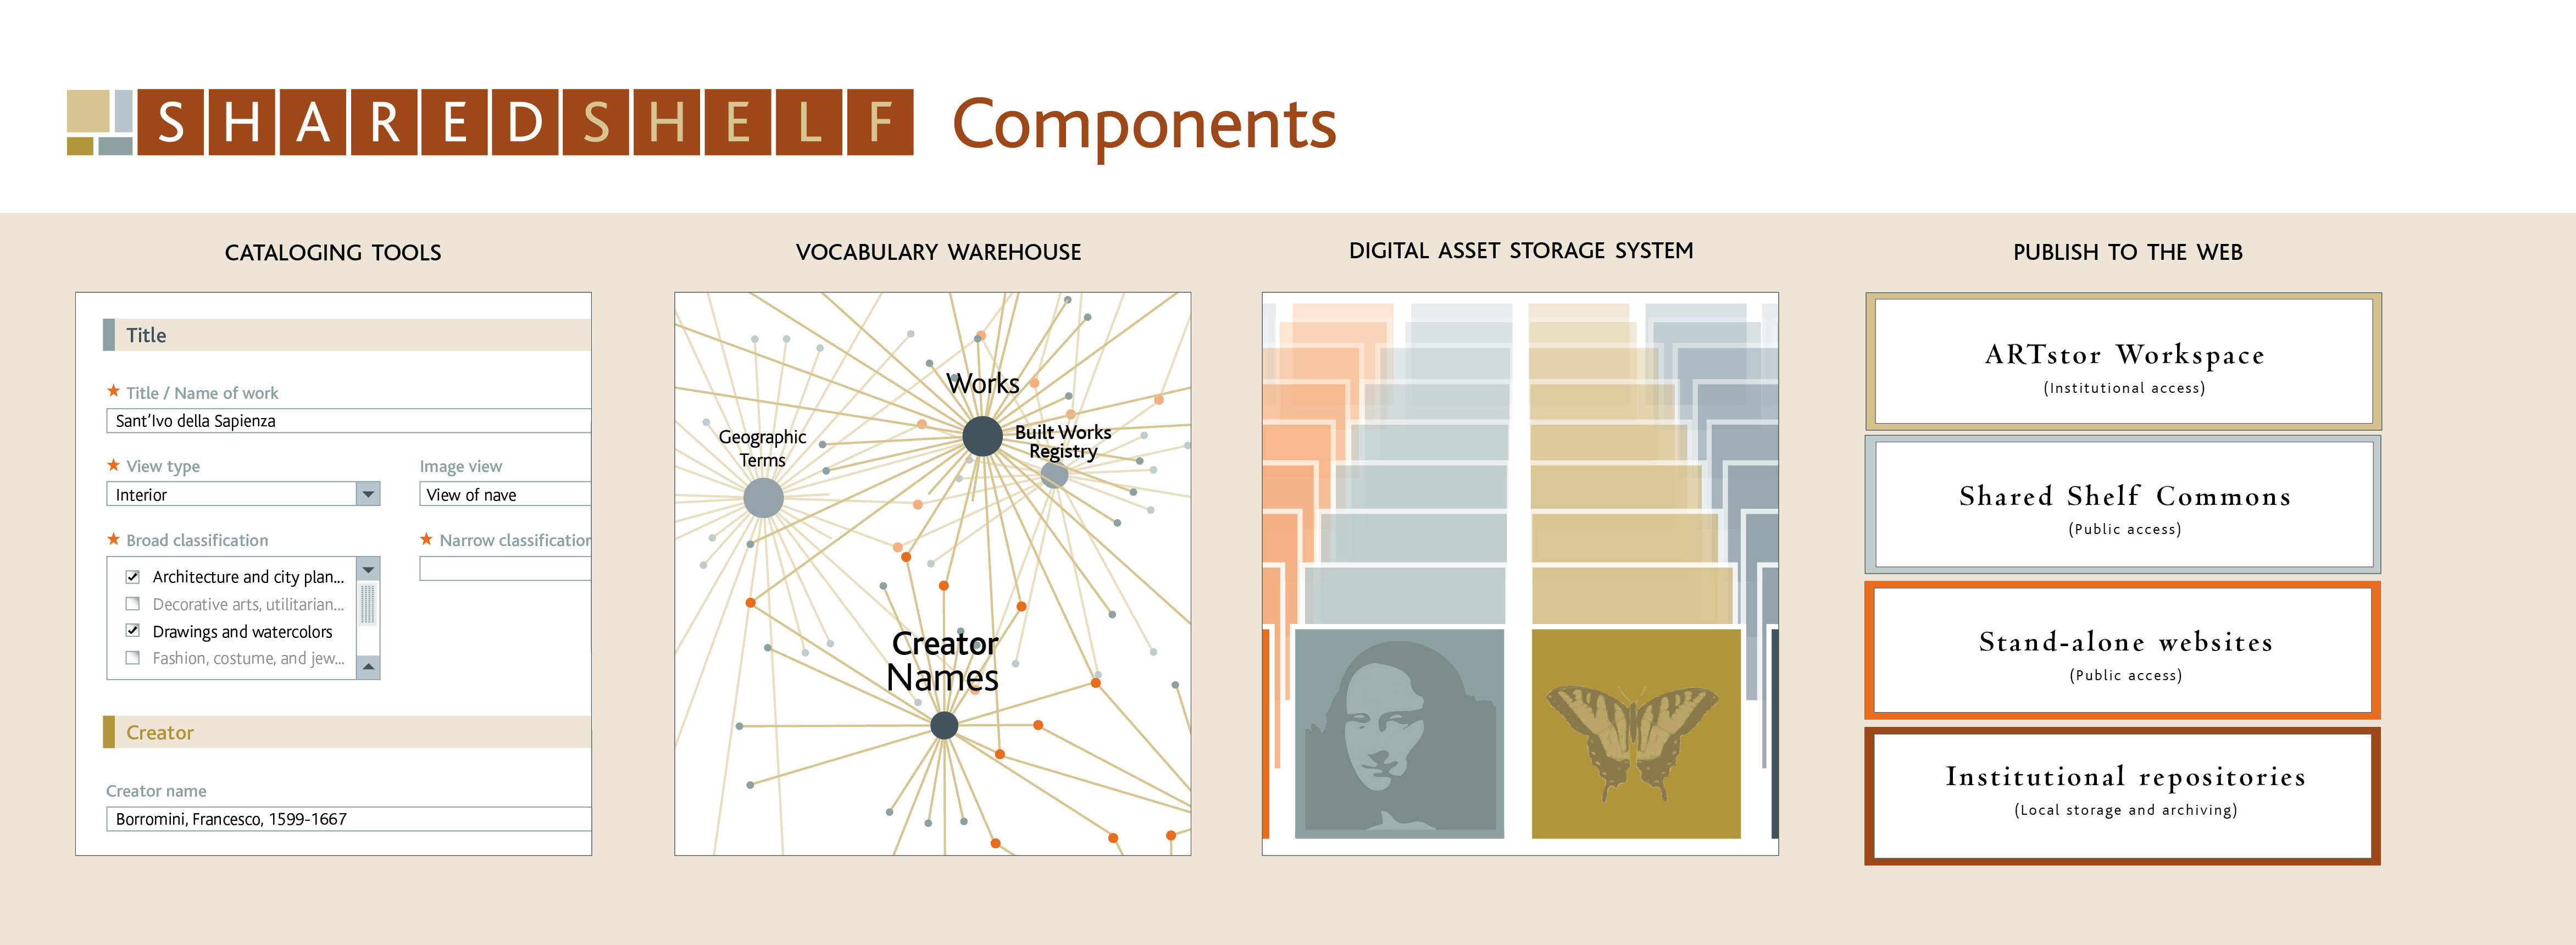 SHAREDSHELF Components
CATALOGING TOOLS
Title
Title / Name of work
Sant'Ivo della Sapienza
View type
Image view
Interior
View of nave
Broad classification
Narrow classification
Architecture and city plan...
Decorative arts, utilitarian...
Drawings and watercolors
Fashion, costume, and jew...
Creator
Creator name
Borromini, Francesco, 1599-1667
VOCABULARY WAREHOUSE
Works
Geographic
Terms
Built Works
Registry
Creator
Names
DIGITAL ASSET STORAGE SYSTEM
PUBLISH TO THE WEB
ARTstor Workspace
(Institutional access)
Shared Shelf Commons
(Public access)
Stand-alone websites
(Public access)
Institutional repositories
(Local storage and archiving)